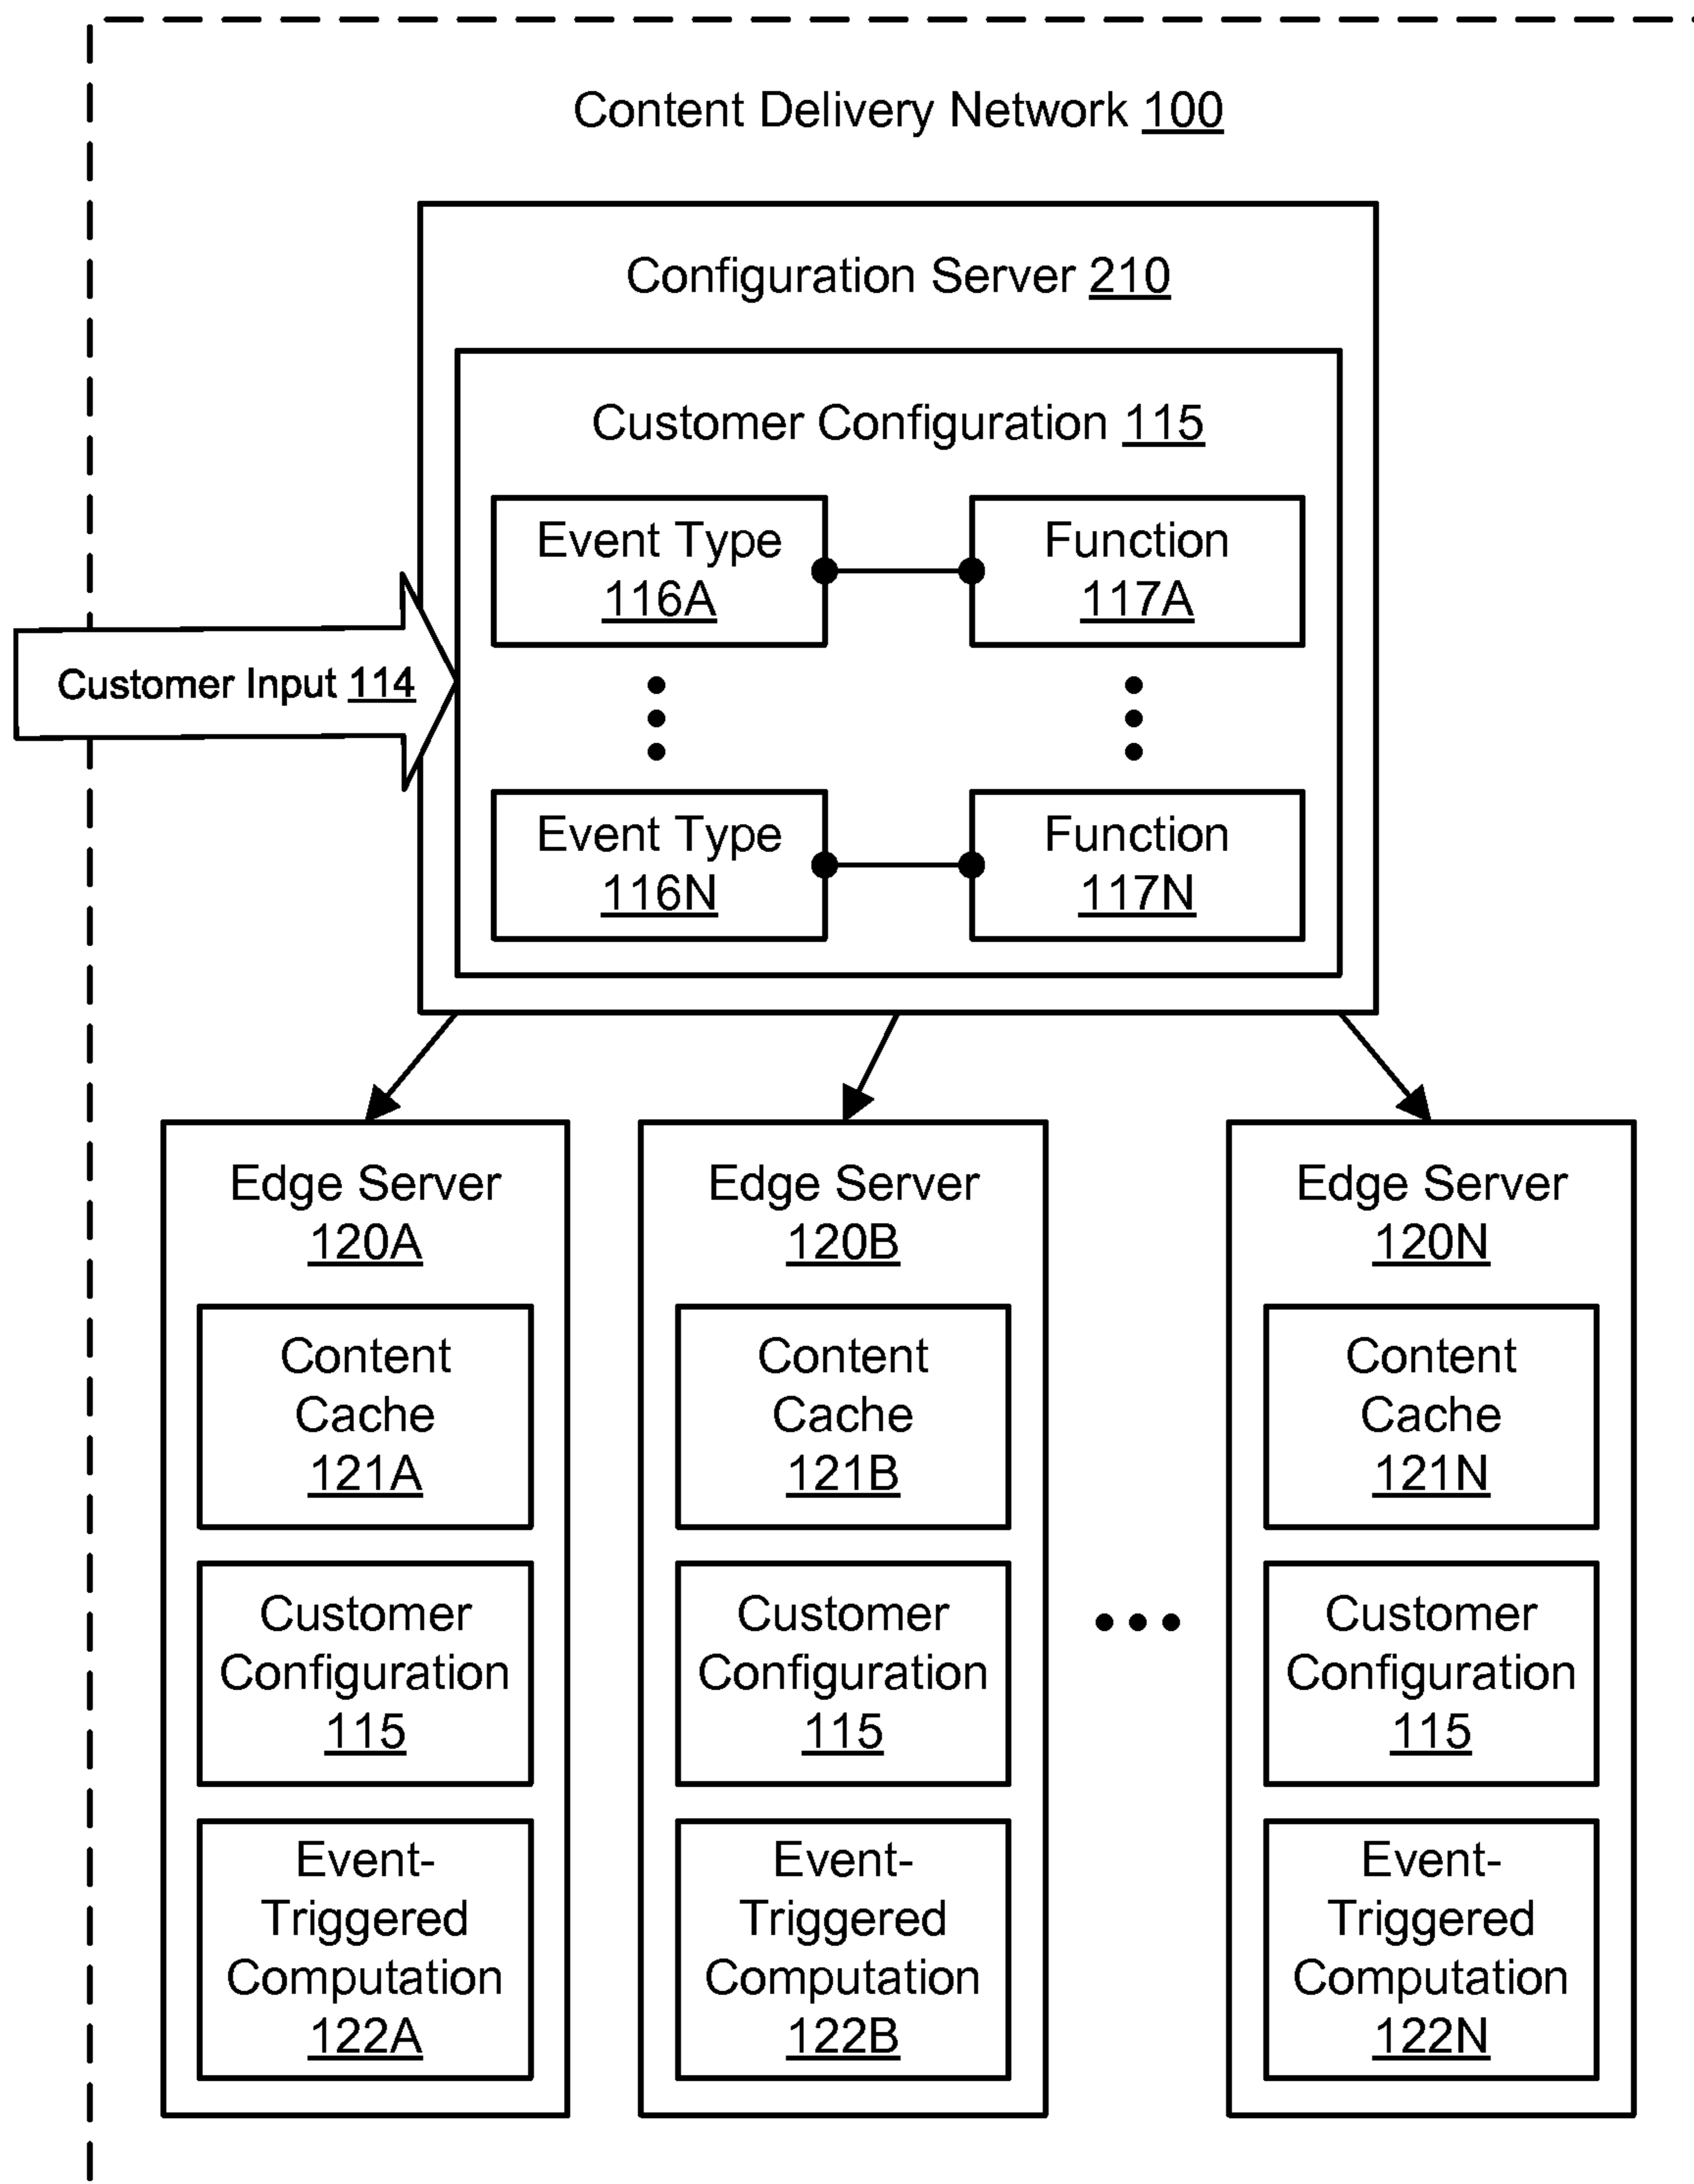 Content Delivery Network 100
Configuration Server 210
Customer Configuration 115
Event Type
116A
Function
117A
Customer Input 114
Event Type
116N
Function
117N
Edge Server
120A
Content
Cache
121A
Customer
Configuration
115
Event-
Triggered
Computation
122A
Edge Server
120B
Content
Cache
121B
Customer
Configuration
115
Event-
Triggered
Computation
122B
Edge Server
120N
Content
Cache
121N
Customer
Configuration
115
Event-
Triggered
Computation
122N